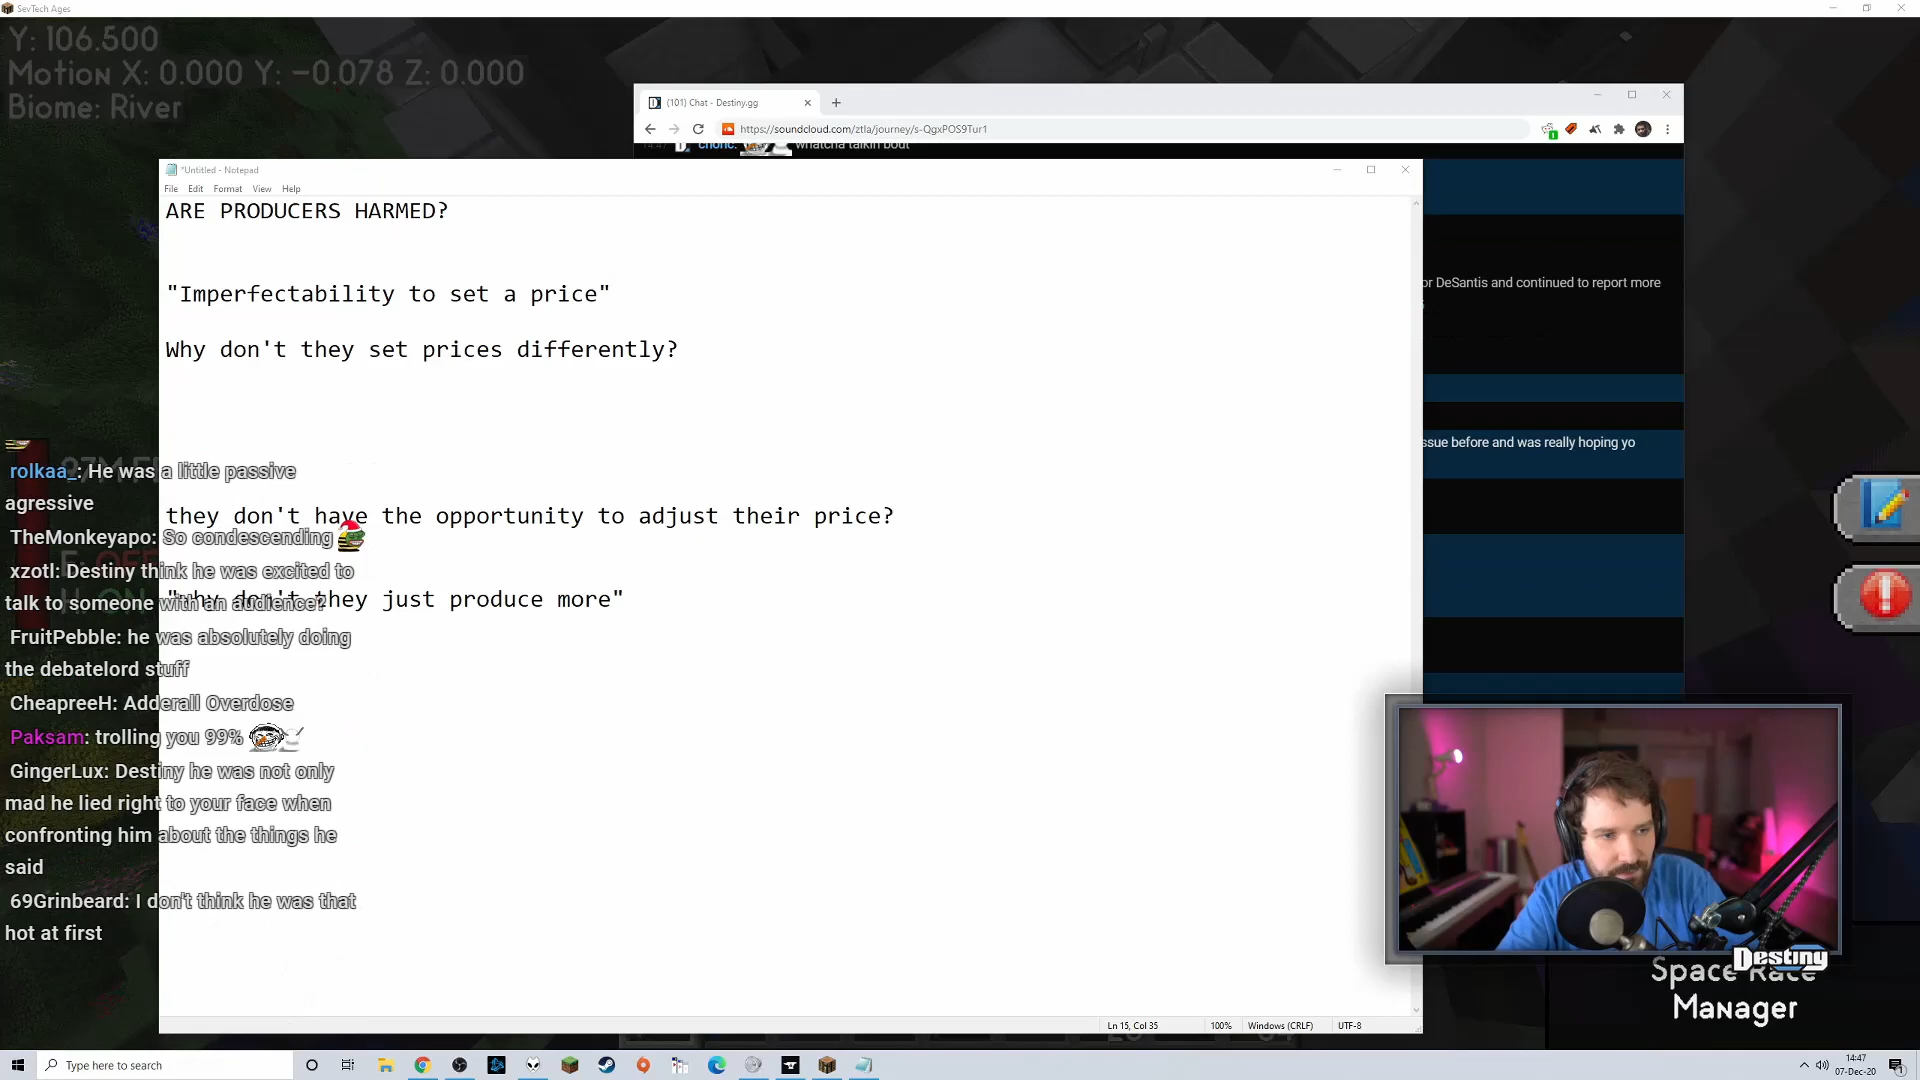 SevTech Ages
Y: 106.500
Motion X: 0.000 Y: -0.078 Z: 0.000
Biome: River
(101) Chat - Destiny.gg
https://soundcloud.com/ztla/journey/s-QgxPOS9Tur1
chonc: whatcha talkin bout
*Untitled - Notepad
File Edit Format View Help
ARE PRODUCERS HARMED?
"Imperfectability to set a price"
Why don't they set prices differently?
they don't have the opportunity to adjust their price?
"why don't they just produce more"
or DeSantis and continued to report more
ssue before and was really hoping yo
rolkaa_: He was a little passive
agressive
TheMonkeyapo: So condescending
xzotl: Destiny think he was excited to
talk to someone with an audience?
FruitPebble: he was absolutely doing
the debatelord stuff
CheapreeH: Adderall Overdose
Paksam: trolling you 99%
GingerLux: Destiny he was not only
mad he lied right to your face when
confronting him about the things he
said
69Grinbeard: I don't think he was that
hot at first
Destiny
Space Race
Manager
Ln 15, Col 35
100%
Windows (CRLF)
UTF-8
Type here to search
14:47
07-Dec-20